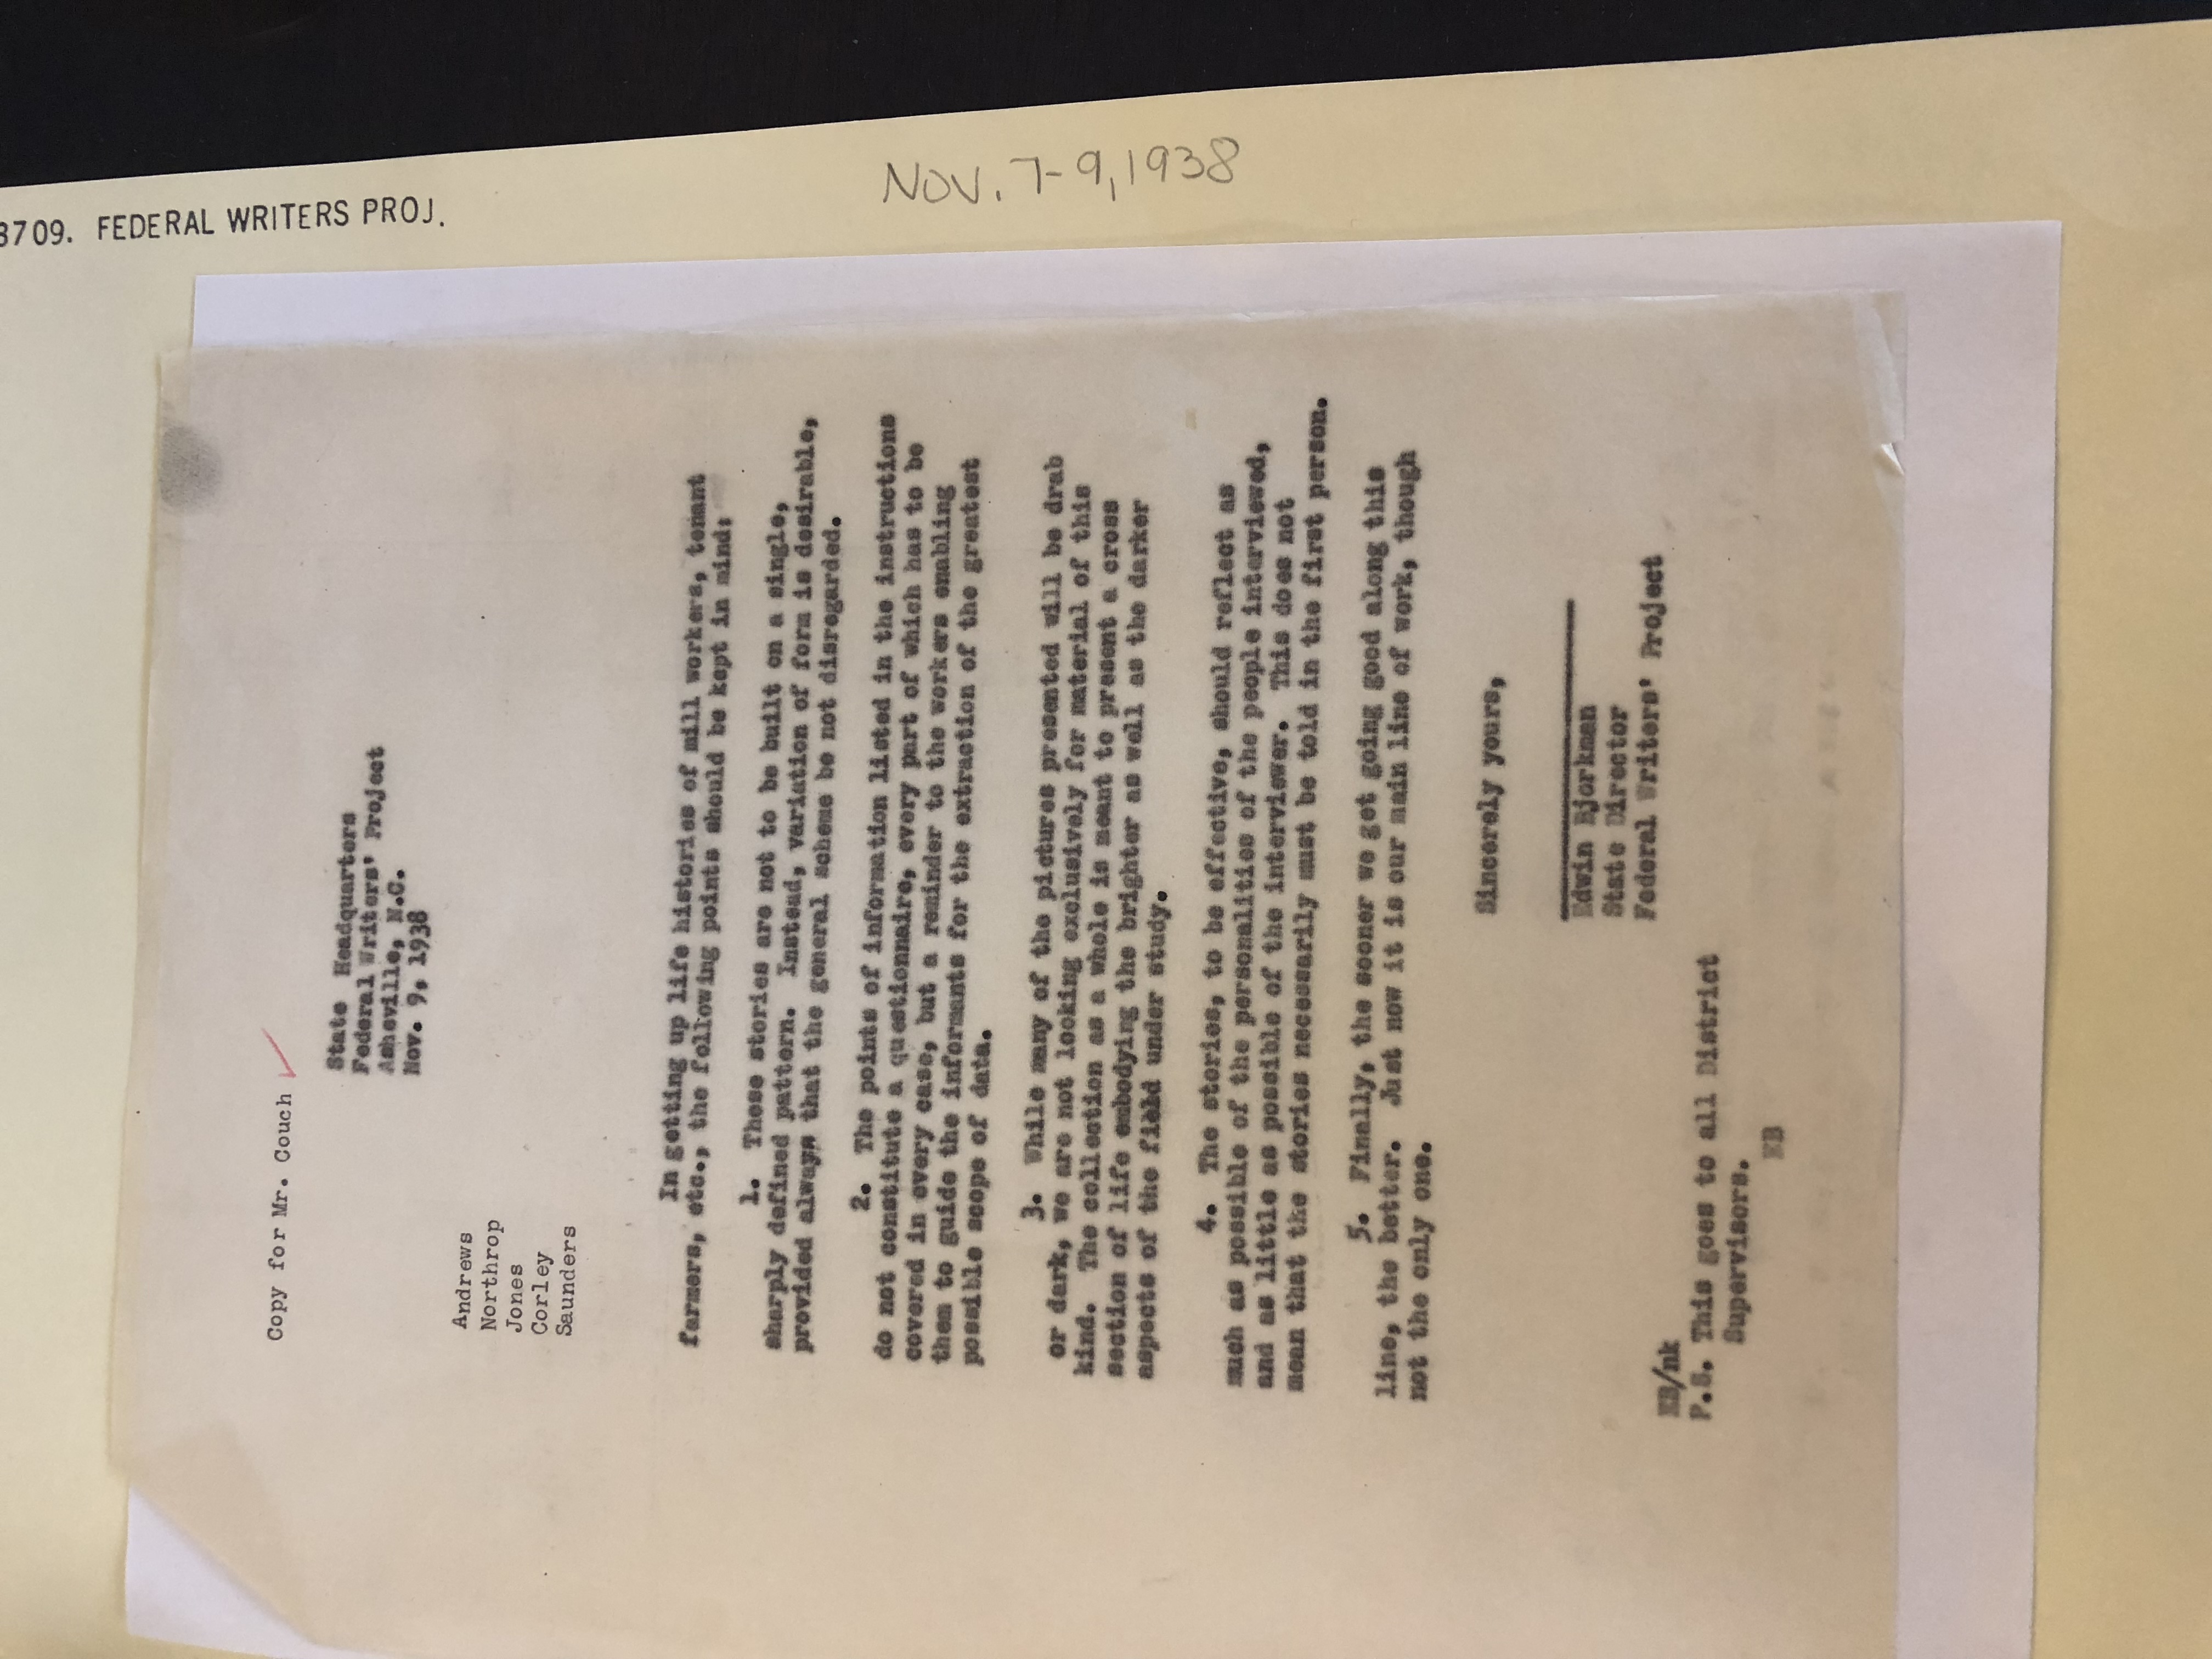 Copy for Mr. Couch
State Headquarters
Federal Writers' Project
Asheville, N.C.
Nov. 9, 1938
Andrews
Northrop
Jones
Corley
Saunders
In getting up life histories of mill workers, tenant
farmers, etc., the following points should be kept in mind:
1. These stories are not to be built on a single,
sharply defined pattern. Instead, variation of form is desirable,
provided always that the general scheme be not disregarded.
2. The points of information listed in the instructions
do not constitute a questionnaire, every part of which has to be
covered in every case, but a reminder to the workers enabling
them to guide the informants for the extraction of the greatest
possible scope of data.
3. While many of the pictures presented will be drab
or dark, we are not looking exclusively for material of this
kind. The collection as a whole is meant to present a cross
section of life embodying the brighter as well as the darker
aspects of the field under study.
4. The stories, to be effective, should reflect as
much as possible of the personalities of the people interviewed,
and as little as possible of the interviewer. This does not
mean that the stories necessarily must be told in the first person.
5. Finally, the sooner we get going good along this
line, the better. Just now it is our main line of work, though
not the only one.
Sincerely yours,
Edwin Bjorkman
State Director
Federal Writers' Project
EB/nk
P.S. This goes to all District
Supervisors.
EB
3709. FEDERAL WRITERS PROJ.
NOV. 7-9, 1938